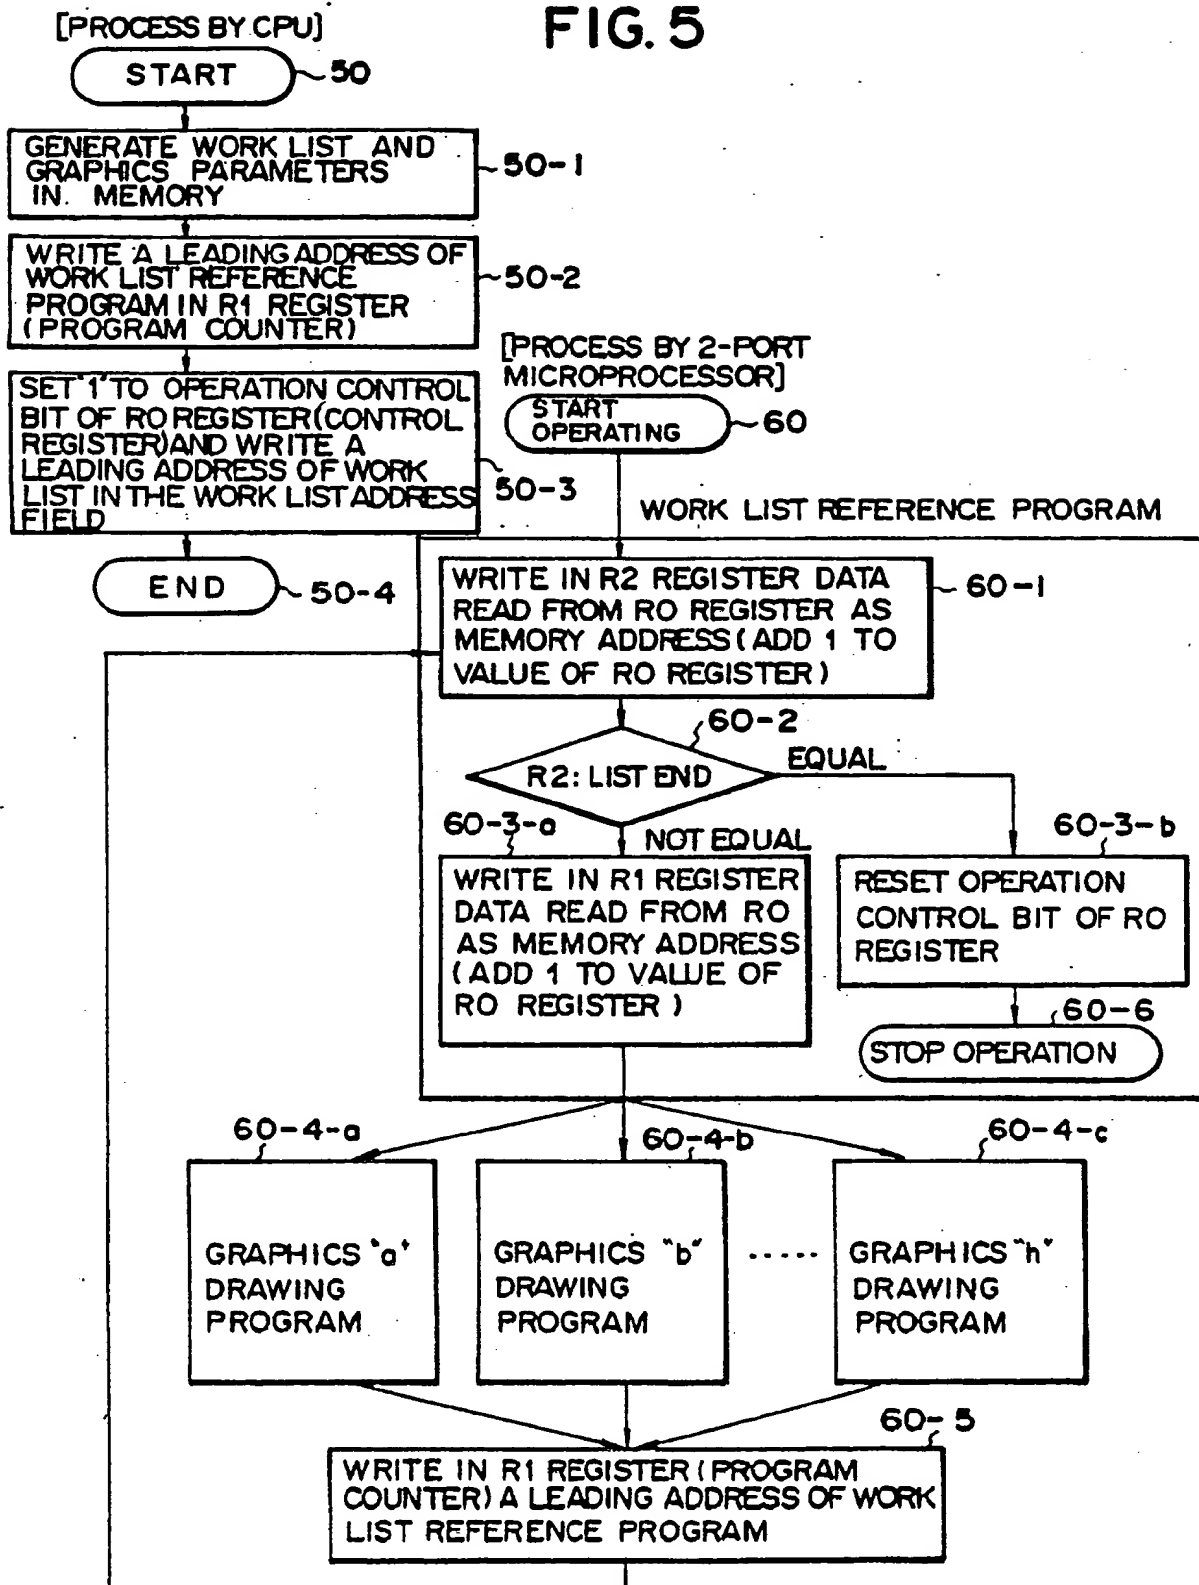 FIG. 5
[PROCESS BY CPU]
START
50
GENERATE WORK LIST AND
GRAPHICS PARAMETERS
IN. MEMORY
50-1
WRITE A LEADING ADDRESS OF
WORK LIST REFERENCE
PROGRAM IN R1 REGISTER
(PROGRAM COUNTER)
50-2
SET "1" TO OPERATION CONTROL
BIT OF RO REGISTER (CONTROL
REGISTER) AND WRITE A
LEADING ADDRESS OF WORK
LIST IN THE WORK LIST ADDRESS
FIELD
50-3
END
50-4
[PROCESS BY 2-PORT
MICROPROCESSOR]
START
OPERATING
60
WORK LIST REFERENCE PROGRAM
WRITE IN R2 REGISTER DATA
READ FROM RO REGISTER AS
MEMORY ADDRESS (ADD 1 TO
VALUE OF RO REGISTER)
60-1
60-2
R2: LIST END
EQUAL
NOT EQUAL
60-3-a
WRITE IN R1 REGISTER
DATA READ FROM RO
AS MEMORY ADDRESS
(ADD 1 TO VALUE OF
RO REGISTER)
60-3-b
RESET OPERATION
CONTROL BIT OF RO
REGISTER
60-6
STOP OPERATION
60-4-a
GRAPHICS "a"
DRAWING
PROGRAM
60-4-b
GRAPHICS "b"
DRAWING
PROGRAM
.....
60-4-c
GRAPHICS "h"
DRAWING
PROGRAM
60-5
WRITE IN R1 REGISTER (PROGRAM
COUNTER) A LEADING ADDRESS OF WORK
LIST REFERENCE PROGRAM